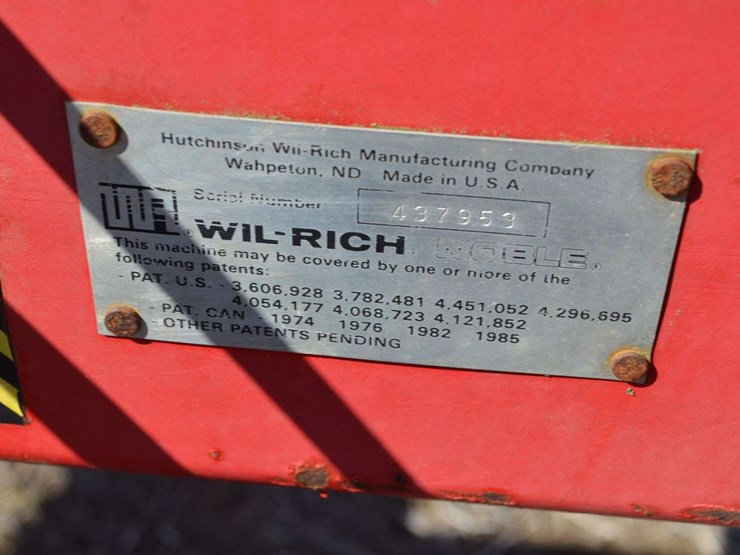 Hutchinson Wil-Rich Manufacturing Company
Wahpeton, ND Made in U.S.A.
Serial Number 437953
WIL-RICH® NOBLE®
This machine may be covered by one or more of the
following patents:
- PAT. U.S. - 3,606,928 3,782,481 4,451,052 4,296,695
4,054,177 4,068,723 4,121,852
- PAT. CAN 1974 1976 1982 1985
- OTHER PATENTS PENDING